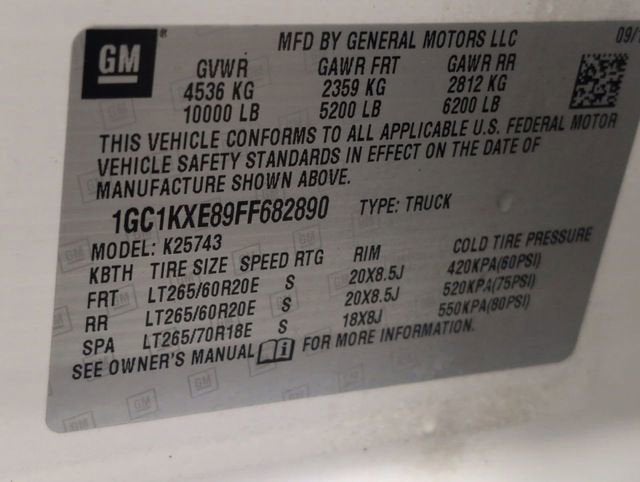 GM
MFD BY GENERAL MOTORS LLC
GVWR GAWR FRT GAWR RR
4536 KG 2359 KG 2812 KG
10000 LB 5200 LB 6200 LB
THIS VEHICLE CONFORMS TO ALL APPLICABLE U.S. FEDERAL MOTOR
VEHICLE SAFETY STANDARDS IN EFFECT ON THE DATE OF
MANUFACTURE SHOWN ABOVE.
1GC1KXE89FF682890 TYPE: TRUCK
MODEL: K25743
KBTH TIRE SIZE SPEED RTG RIM COLD TIRE PRESSURE
FRT LT265/60R20E S 20X8.5J 420KPA(60PSI)
RR LT265/60R20E S 20X8.5J 520KPA(75PSI)
SPA LT265/70R18E S 18X8J 550KPA(80PSI)
SEE OWNER'S MANUAL FOR MORE INFORMATION.